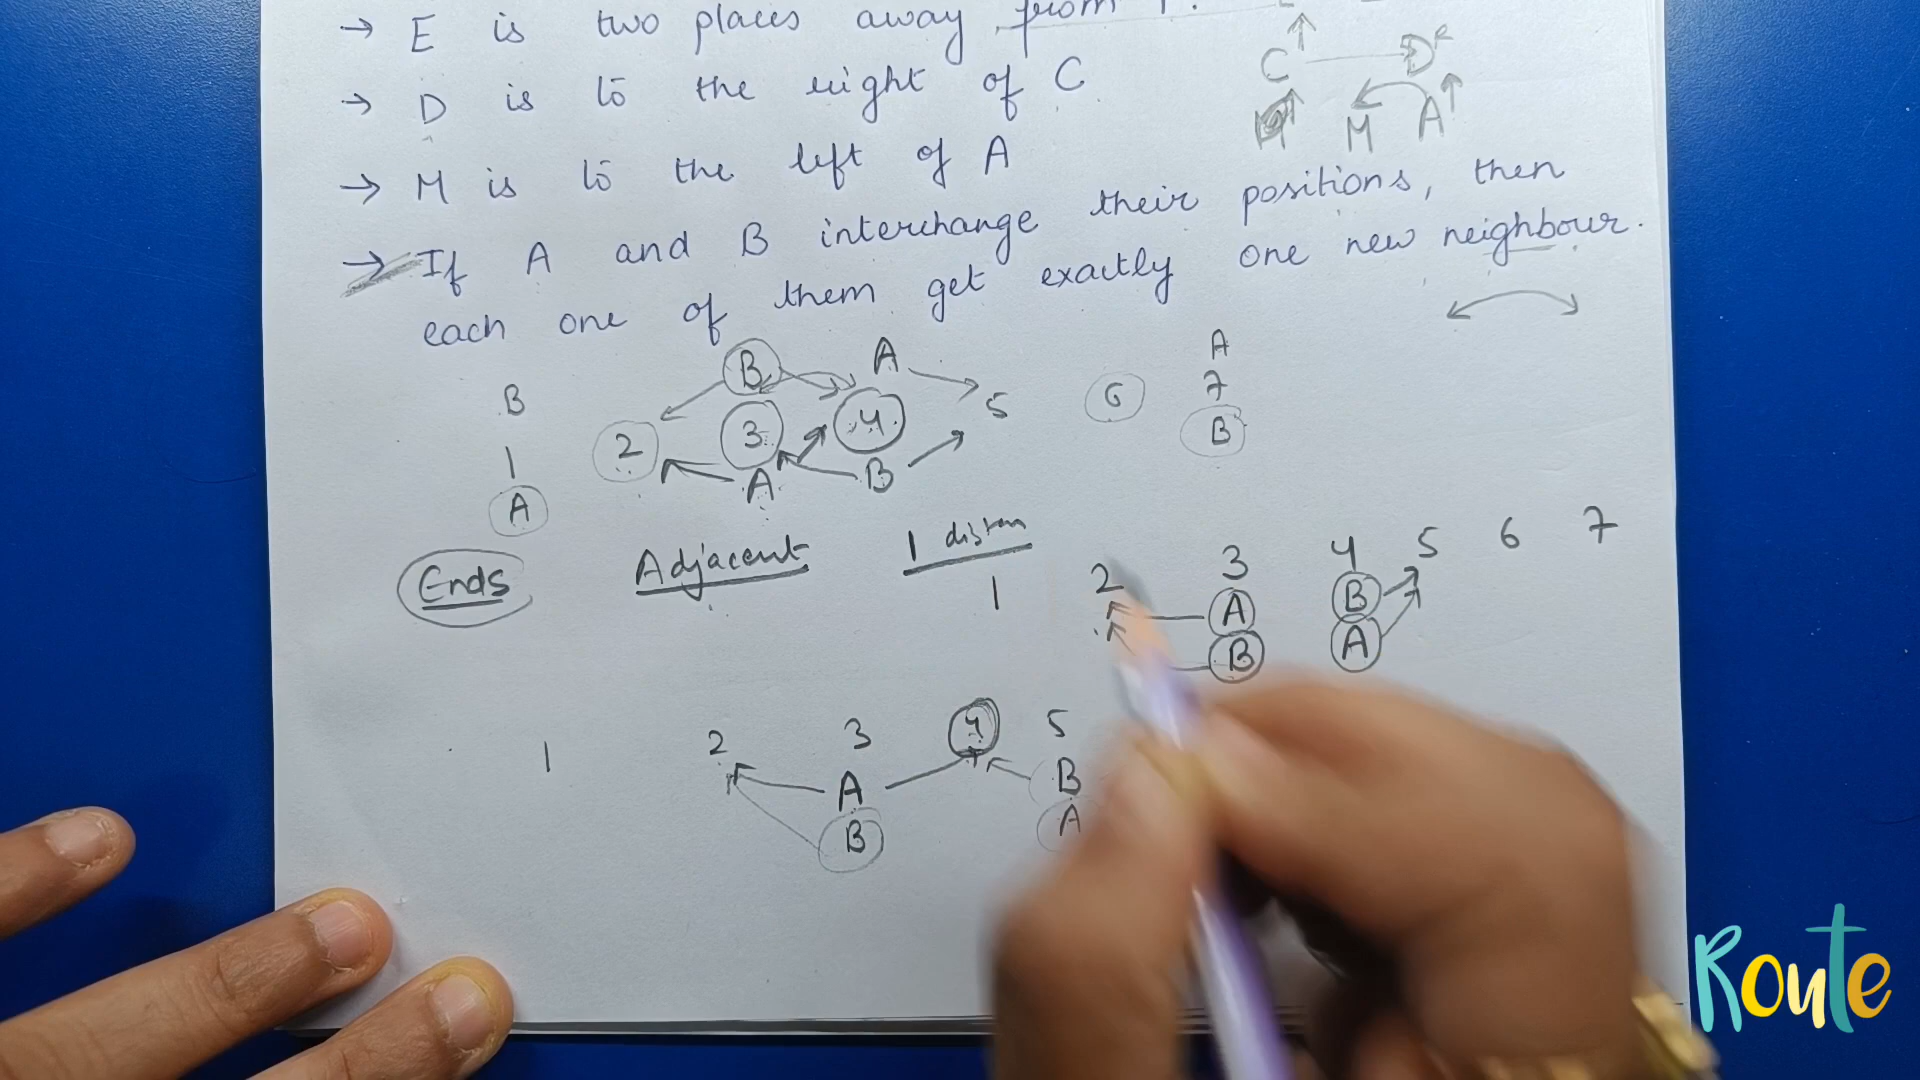 → E is two places away from
→ D is to the right of C
→ M is to the left of A
→ If A and B interchange their positions, then
each one of them get exactly one new neighbour.
C D
M A
B A A
B
1 2 3 4 5 6 7
A A B B
Ends Adjacent 1 distan
1 2 3 4 5 6 7
A B
B A
1 2 3 4 5
A B
B A
Route